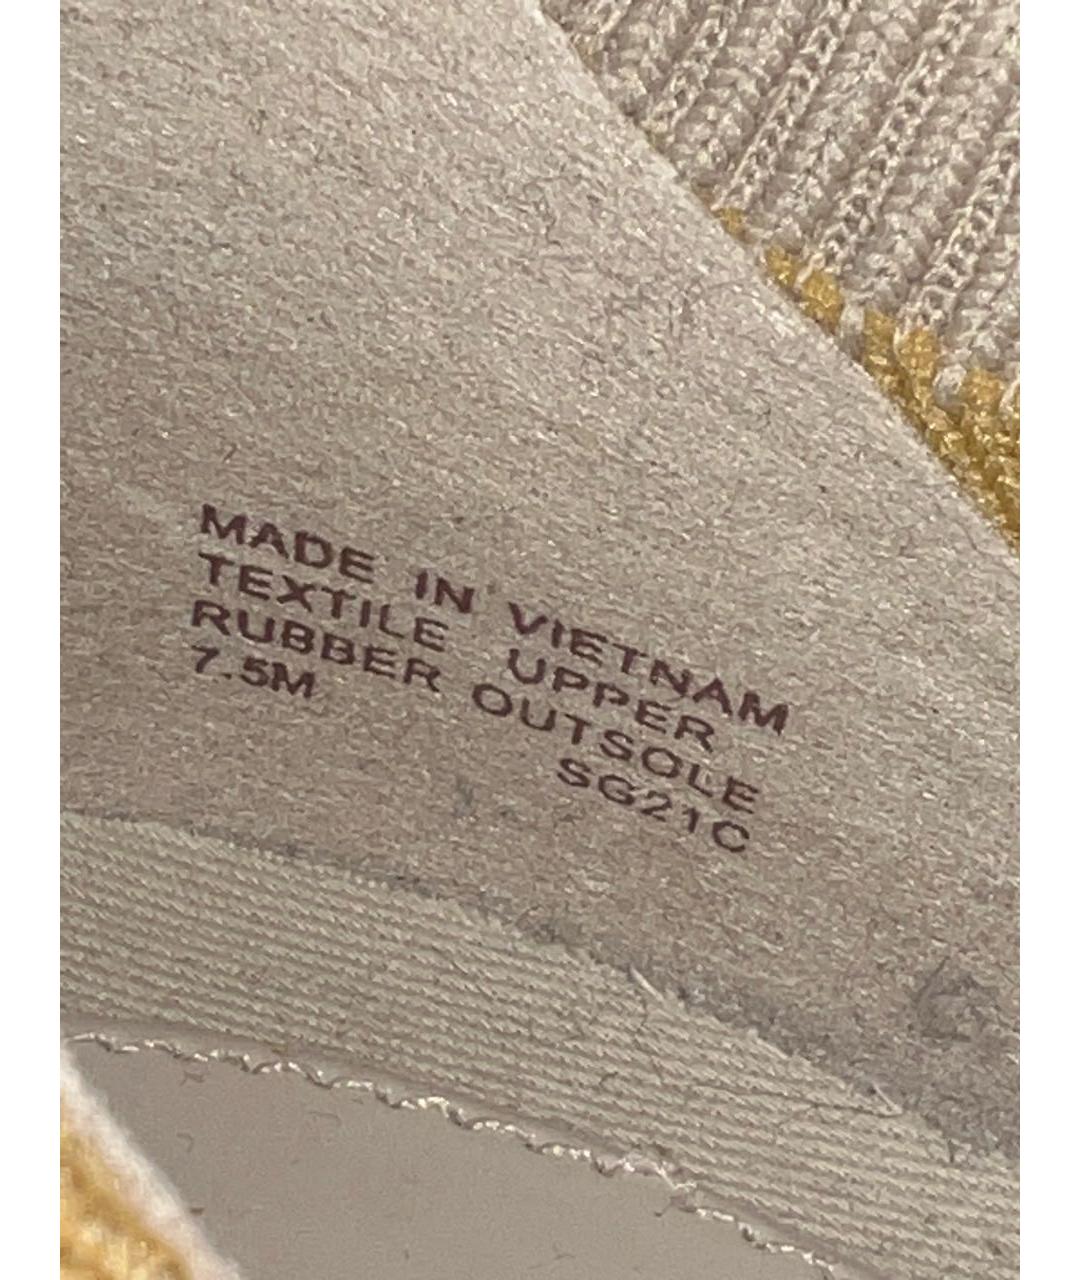 MADE IN VIETNAM
TEXTILE UPPER
RUBBER OUTSOLE
7.5M SG21C